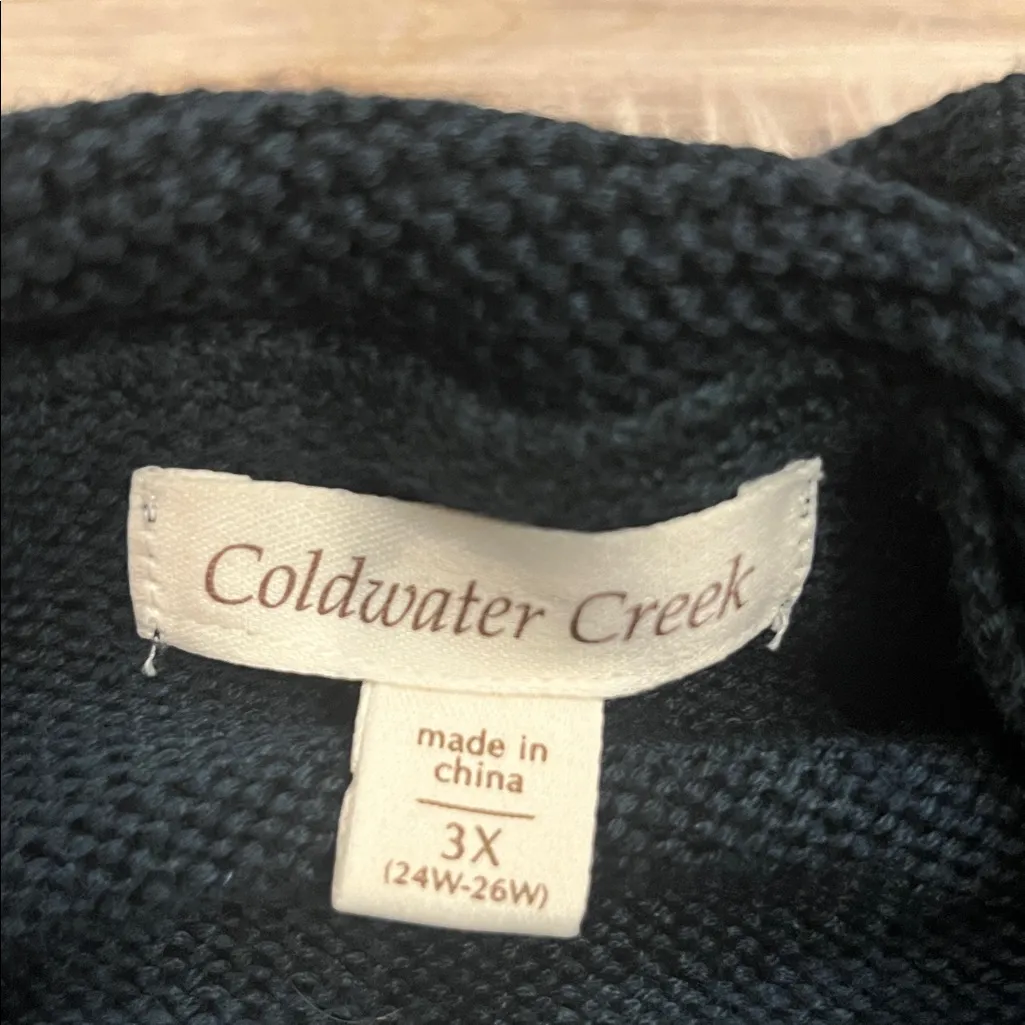 Coldwater Creek
made in
china
3X
(24W-26W)